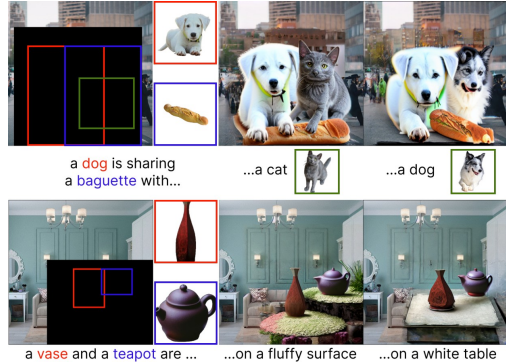 a dog is sharing
a baguette with...
...a cat
...a dog
a vase and a teapot are ...
...on a fluffy surface
...on a white table